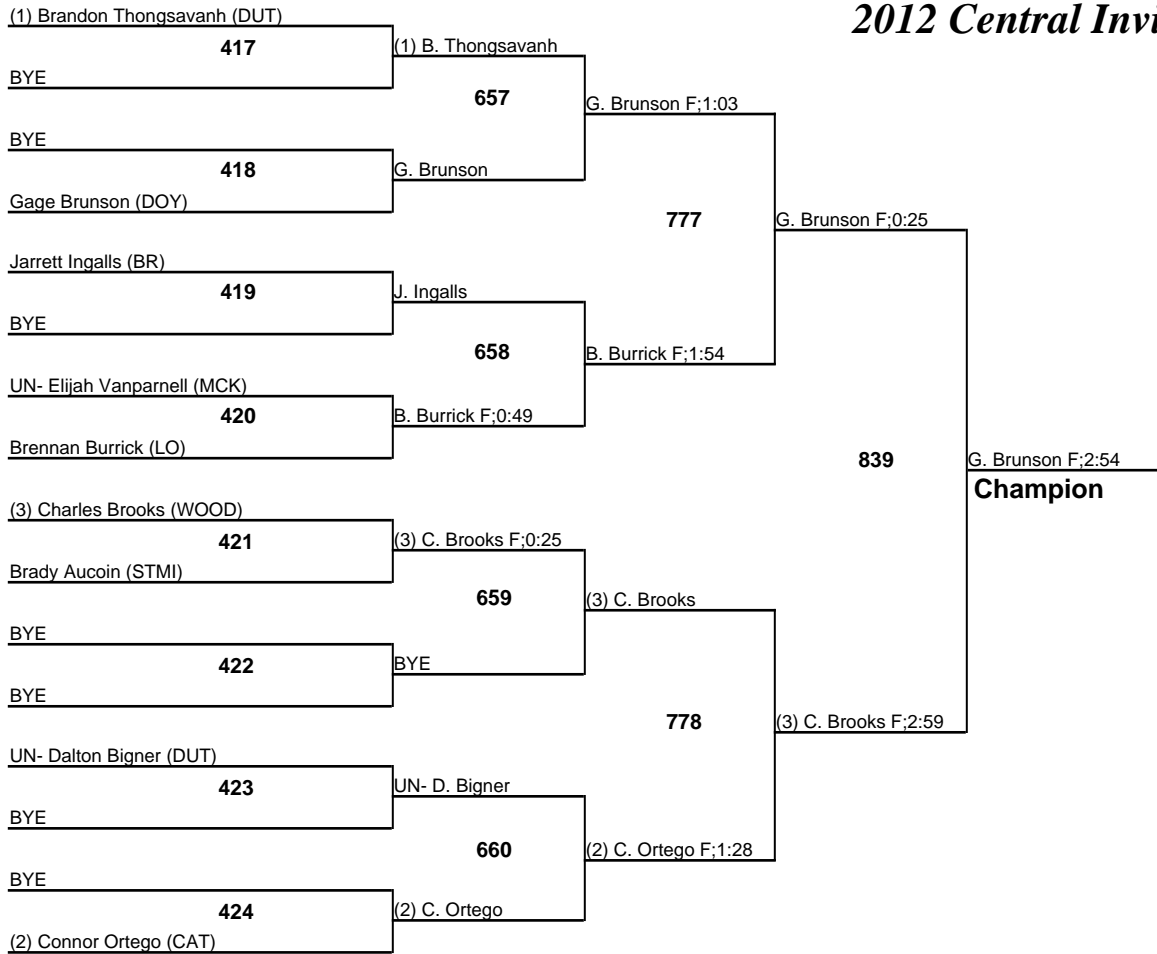 2012 Central Invi
(1) Brandon Thongsavanh (DUT)
417
BYE
(1) B. Thongsavanh
657
BYE
418
Gage Brunson (DOY)
G. Brunson
G. Brunson F;1:03
777
Jarrett Ingalls (BR)
419
BYE
J. Ingalls
658
UN- Elijah Vanparnell (MCK)
420
Brennan Burrick (LO)
B. Burrick F;0:49
B. Burrick F;1:54
G. Brunson F;0:25
839
(3) Charles Brooks (WOOD)
421
Brady Aucoin (STMI)
(3) C. Brooks F;0:25
659
BYE
422
BYE
BYE
(3) C. Brooks
778
UN- Dalton Bigner (DUT)
423
BYE
UN- D. Bigner
660
BYE
424
(2) Connor Ortego (CAT)
(2) C. Ortego
(2) C. Ortego F;1:28
(3) C. Brooks F;2:59
G. Brunson F;2:54
Champion